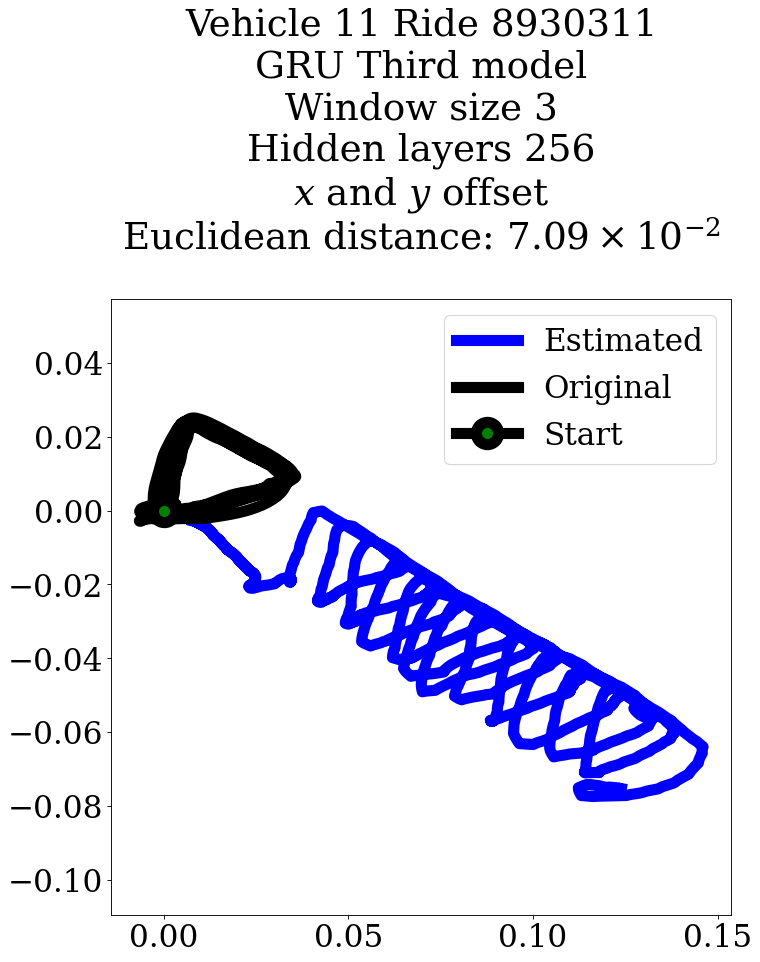 Vehicle 11 Ride 8930311
GRU Third model
Window size 3
Hidden layers 256
x and y offset
Euclidean distance: 7.09 × 10⁻²
Estimated
Original
Start
0.04
0.02
0.00
−0.02
−0.04
−0.06
−0.08
−0.10
0.00 0.05 0.10 0.15